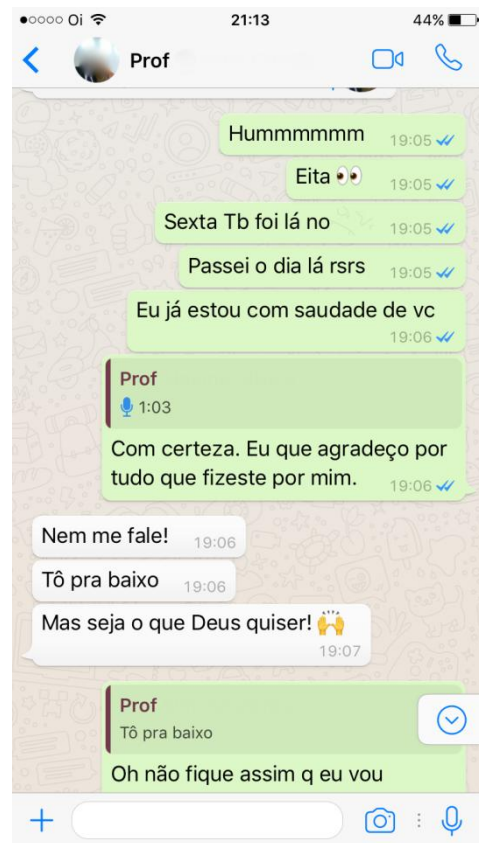 Oi 21:13 44%
Prof
Hummmmmm 19:05
Eita 👀 19:05
Sexta Tb foi lá no 19:05
Passei o dia lá rsrs 19:05
Eu já estou com saudade de vc
19:06
Prof
1:03
Com certeza. Eu que agradeço por
tudo que fizeste por mim. 19:06
Nem me fale! 19:06
Tô pra baixo 19:06
Mas seja o que Deus quiser! 🙌
19:07
Prof
Tô pra baixo
Oh não fique assim q eu vou